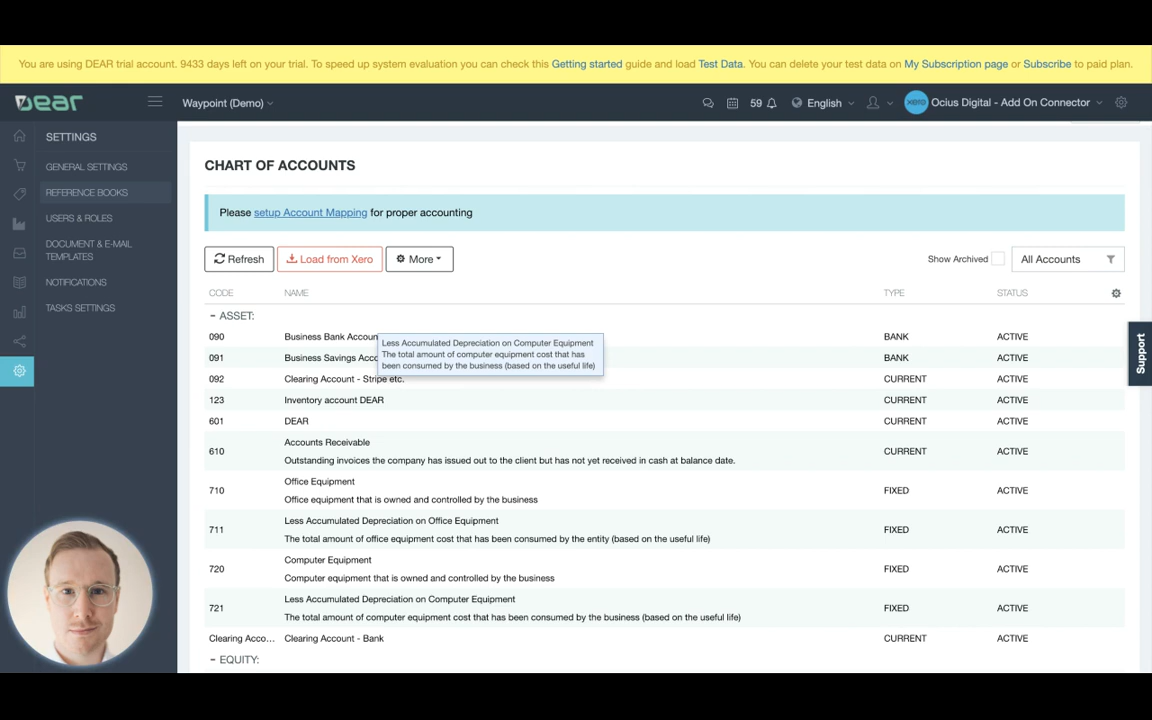 You are using DEAR trial account. 9433 days left on your trial. To speed up system evaluation you can check this Getting started guide and load Test Data. You can delete your test data on My Subscription page or Subscribe to paid plan.
Dear
Waypoint (Demo)
59
English
xero
Ocius Digital - Add On Connector
SETTINGS
GENERAL SETTINGS
REFERENCE BOOKS
USERS & ROLES
DOCUMENT & E-MAIL
TEMPLATES
NOTIFICATIONS
TASKS SETTINGS
CHART OF ACCOUNTS
Please setup Account Mapping for proper accounting
Refresh
Load from Xero
More
Show Archived
All Accounts
CODE NAME TYPE STATUS
- ASSET:
090 Business Bank Accoun BANK ACTIVE
Less Accumulated Depreciation on Computer Equipment
The total amount of computer equipment cost that has
been consumed by the business (based on the useful life)
091 Business Savings Acco BANK ACTIVE
092 Clearing Account - Stripe etc. CURRENT ACTIVE
123 Inventory account DEAR CURRENT ACTIVE
601 DEAR CURRENT ACTIVE
610 Accounts Receivable CURRENT ACTIVE
Outstanding invoices the company has issued out to the client but has not yet received in cash at balance date.
710 Office Equipment FIXED ACTIVE
Office equipment that is owned and controlled by the business
711 Less Accumulated Depreciation on Office Equipment FIXED ACTIVE
The total amount of office equipment cost that has been consumed by the entity (based on the useful life)
720 Computer Equipment FIXED ACTIVE
Computer equipment that is owned and controlled by the business
721 Less Accumulated Depreciation on Computer Equipment FIXED ACTIVE
The total amount of computer equipment cost that has been consumed by the business (based on the useful life)
Clearing Acco... Clearing Account - Bank CURRENT ACTIVE
- EQUITY:
Support